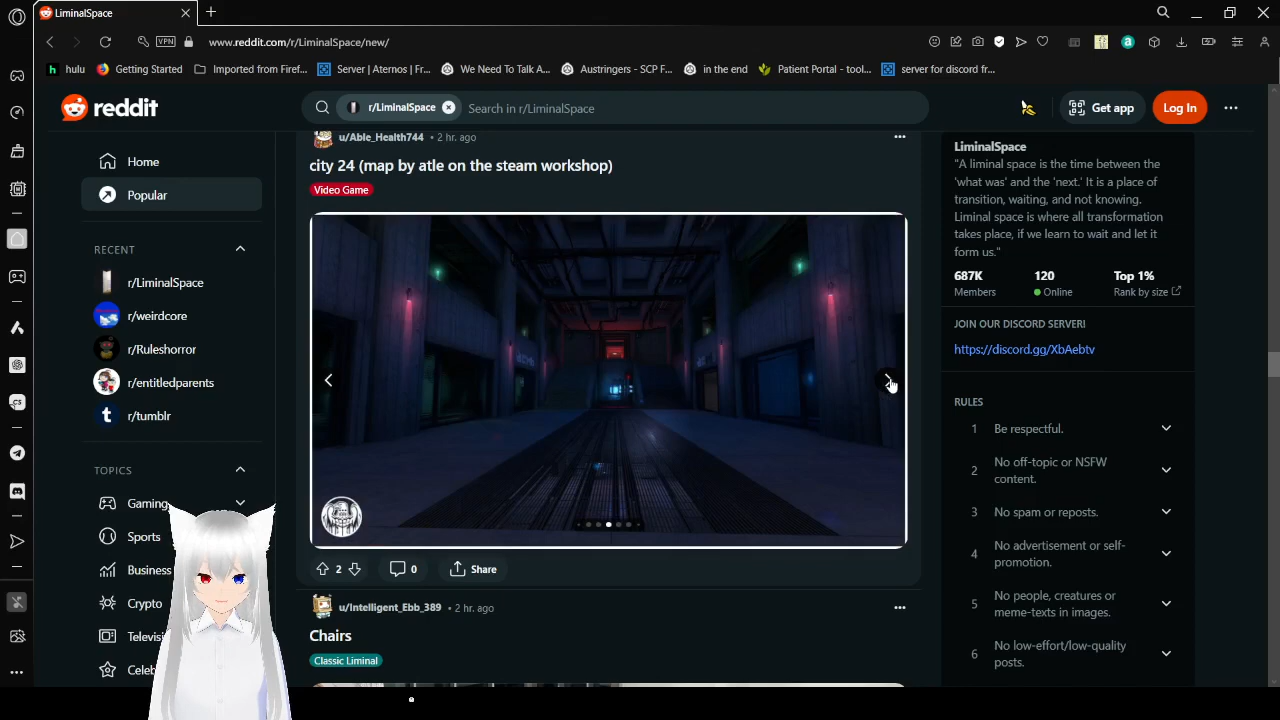 LiminalSpace
www.reddit.com/r/LiminalSpace/new/
VPN
hulu
Getting Started
Imported from Firef...
Server | Aternos | Fr...
We Need To Talk A...
Austringers - SCP F...
in the end
Patient Portal - tool...
server for discord fr...
reddit
r/LiminalSpace
Search in r/LiminalSpace
Get app
Log In
Home
Popular
RECENT
r/LiminalSpace
r/weirdcore
r/Ruleshorror
r/entitledparents
r/tumblr
TOPICS
Gaming
Sports
Business
Crypto
Televisi
Celeb
u/Able_Health744 • 2 hr. ago
city 24 (map by atle on the steam workshop)
Video Game
2
0
Share
u/Intelligent_Ebb_389 • 2 hr. ago
Chairs
Classic Liminal
LiminalSpace
"A liminal space is the time between the
'what was' and the 'next.' It is a place of
transition, waiting, and not knowing.
Liminal space is where all transformation
takes place, if we learn to wait and let it
form us."
687K
Members
120
Online
Top 1%
Rank by size
JOIN OUR DISCORD SERVER!
https://discord.gg/XbAebtv
RULES
1 Be respectful.
2 No off-topic or NSFW
content.
3 No spam or reposts.
4 No advertisement or self-
promotion.
5 No people, creatures or
meme-texts in images.
6 No low-effort/low-quality
posts.